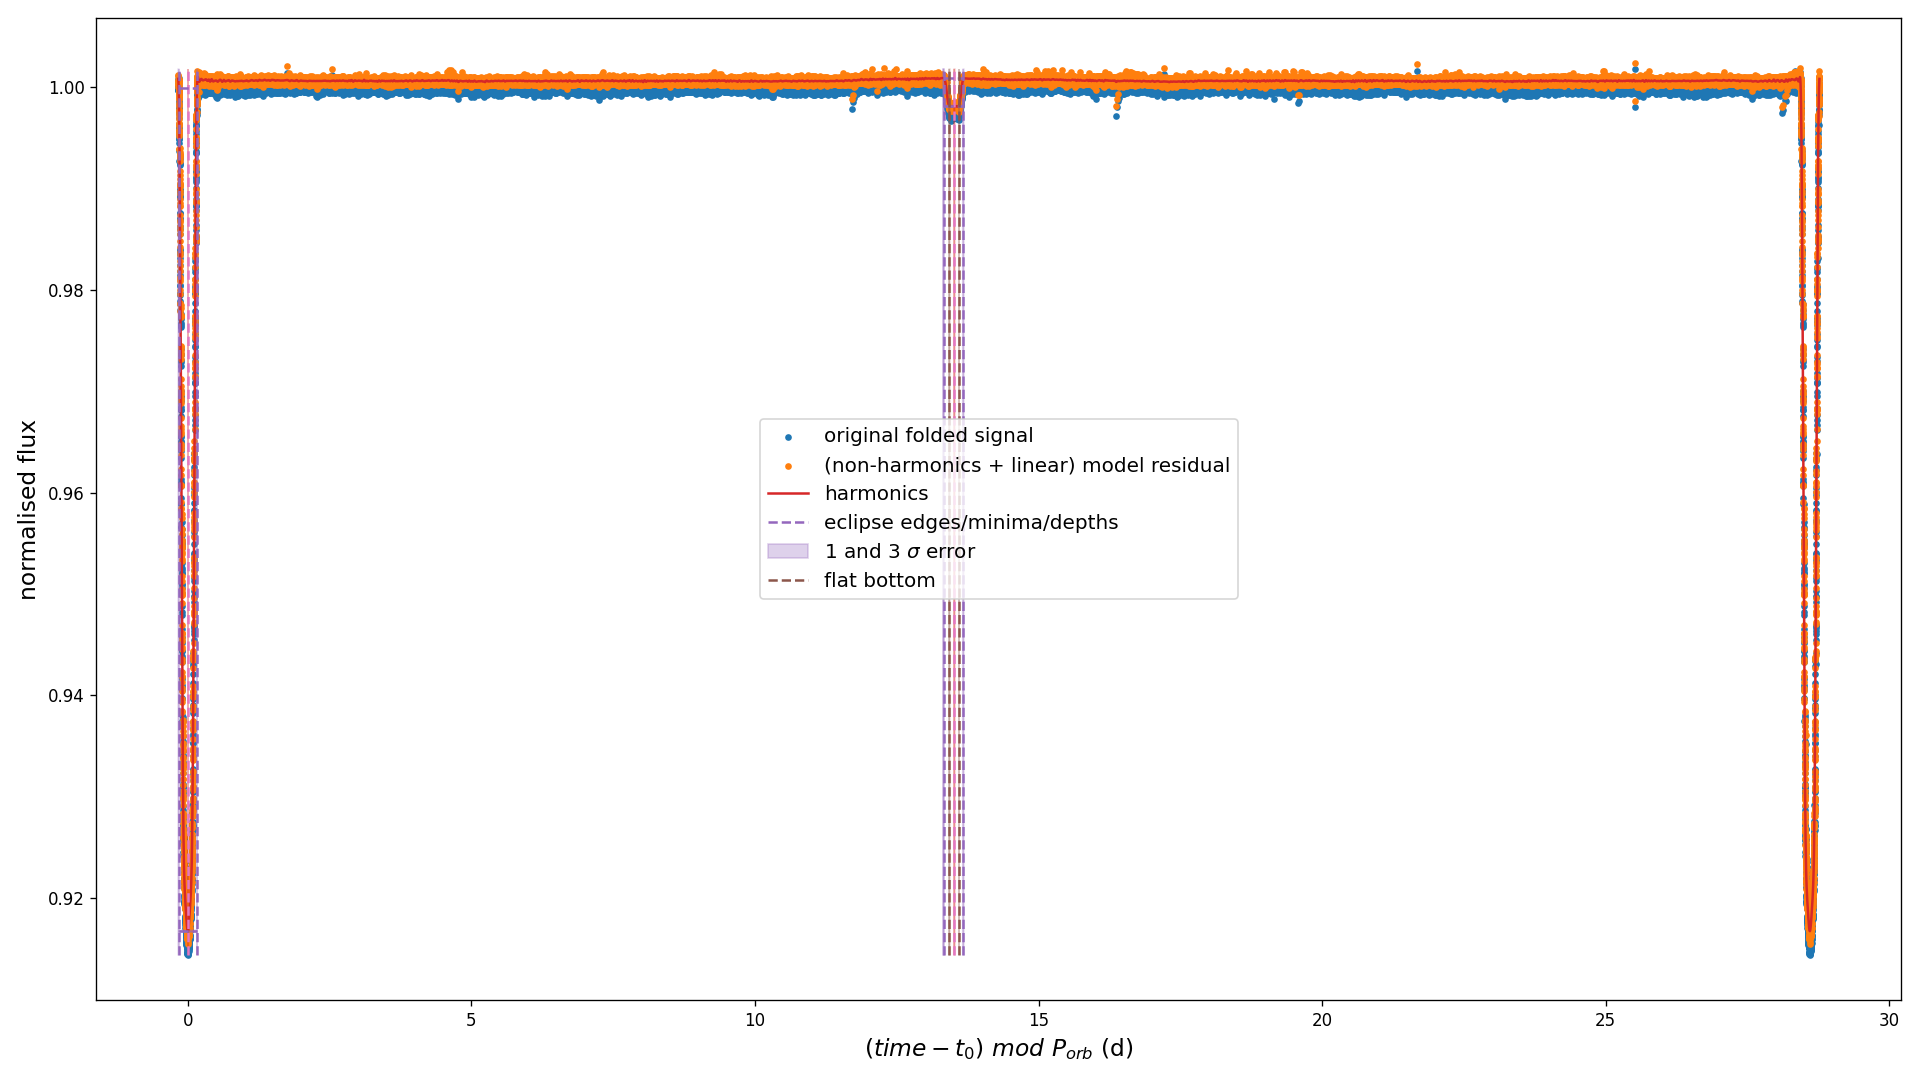 normalised flux
1.00
0.98
0.96
0.94
0.92
original folded signal
(non-harmonics + linear) model residual
harmonics
eclipse edges/minima/depths
1 and 3 σ error
flat bottom
0 5 10 15 20 25 30
(time − t₀) mod Pₒᵣb (d)